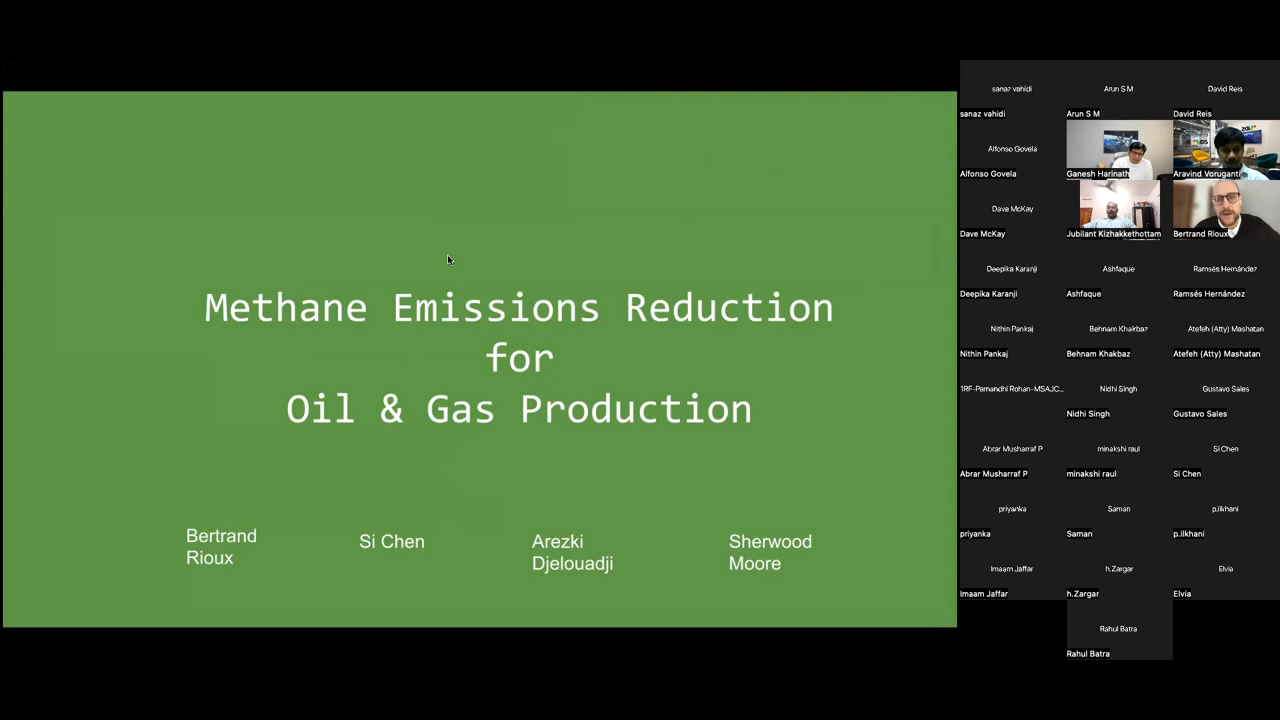 Methane Emissions Reduction
for
Oil & Gas Production
Bertrand
Rioux
Si Chen
Arezki
Djelouadji
Sherwood
Moore
sanaz vahidi
Arun S M
David Reis
sanaz vahidi
Arun S M
David Reis
Alfonso Govela
Alfonso Govela
Ganesh Harinath
Aravind Voruganti
Dave McKay
Dave McKay
Jubilant Kizhakkethottam
Bertrand Rioux
Deepika Karanji
Ashfaque
Ramsés Hernández
Deepika Karanji
Ashfaque
Ramsés Hernández
Nithin Pankaj
Behnam Khakbaz
Atefeh (Atty) Mashatan
Nithin Pankaj
Behnam Khakbaz
Atefeh (Atty) Mashatan
1RF-Pamandhi Rohan-MSAJC...
Nidhi Singh
Gustavo Sales
Nidhi Singh
Gustavo Sales
Abrar Musharraf P
minakshi raul
Si Chen
Abrar Musharraf P
minakshi raul
Si Chen
priyanka
Saman
p.ilkhani
priyanka
Saman
p.ilkhani
Imaam Jaffar
h.Zargar
Elvia
Imaam Jaffar
h.Zargar
Elvia
Rahul Batra
Rahul Batra